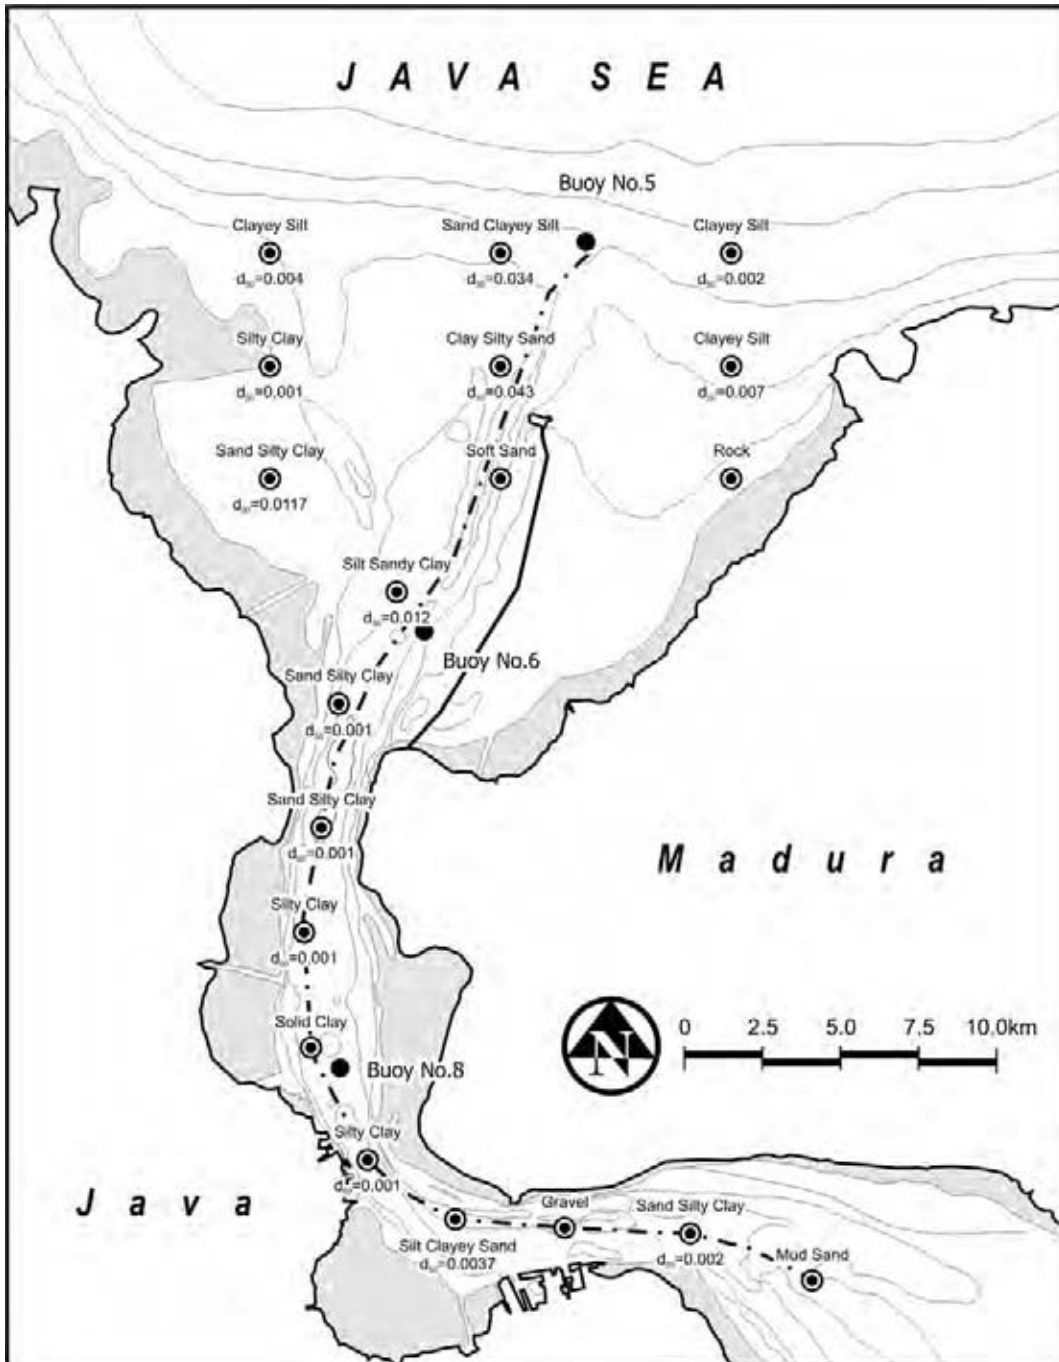 JAVA SEA
Buoy No.5
Clayey Silt
Sand Clayey Silt
Clayey Silt
d₅₀=0.004
d₅₀=0.034
d₅₀=0.002
Silty Clay
Clay Silty Sand
Clayey Silt
d₅₀=0.001
d₅₀=0.043
d₅₀=0.007
Sand Silty Clay
Soft Sand
Rock
d₅₀=0.0117
Silt Sandy Clay
d₅₀=0.012
Buoy No.6
Sand Silty Clay
d₅₀=0.001
Sand Silty Clay
d₅₀=0.001
Madura
Silty Clay
d₅₀=0.001
Solid Clay
N
0 2.5 5.0 7.5 10.0km
Buoy No.8
Silty Clay
d₅₀=0.001
Java
Gravel
Sand Silty Clay
Silt Clayey Sand
d₅₀=0.0037
d₅₀=0.002
Mud Sand